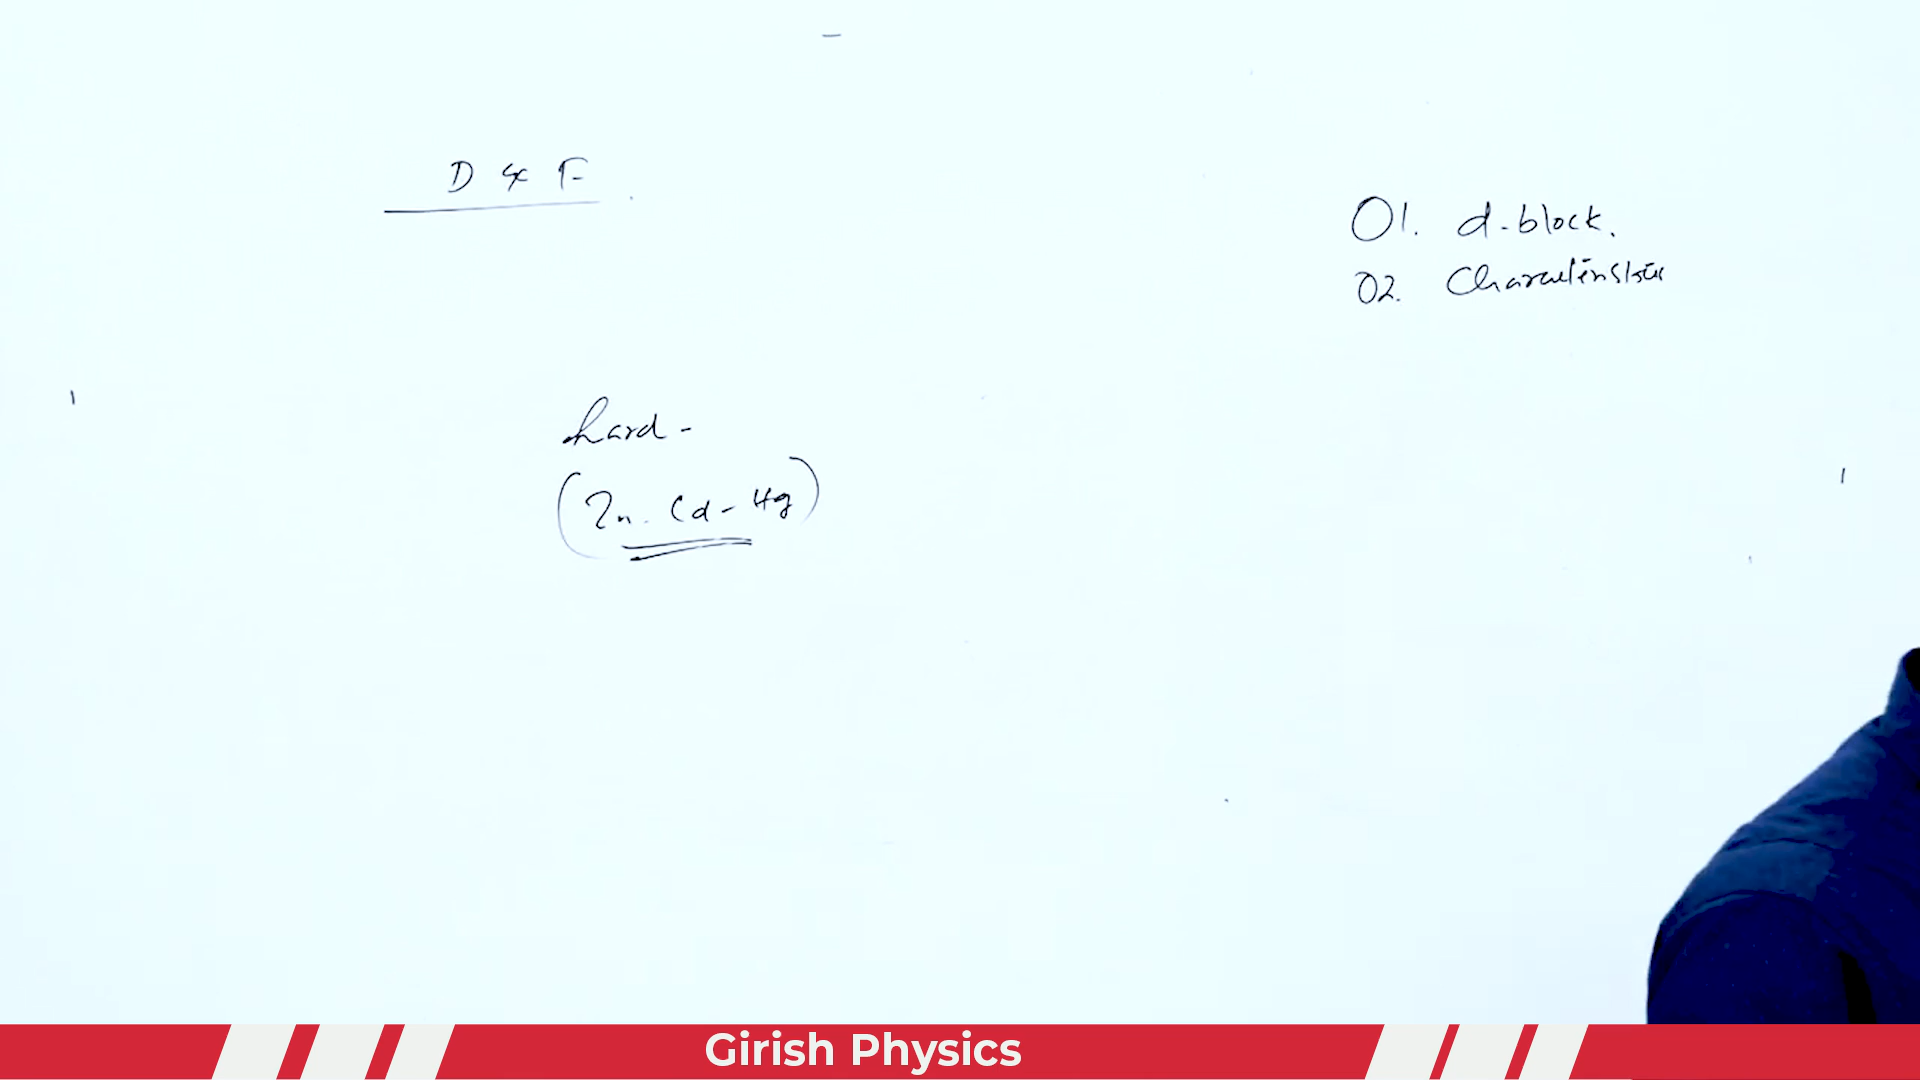 D & F
01. d-block.
02. Characteristics
hard -
(Zn - Cd - Hg)
Girish Physics